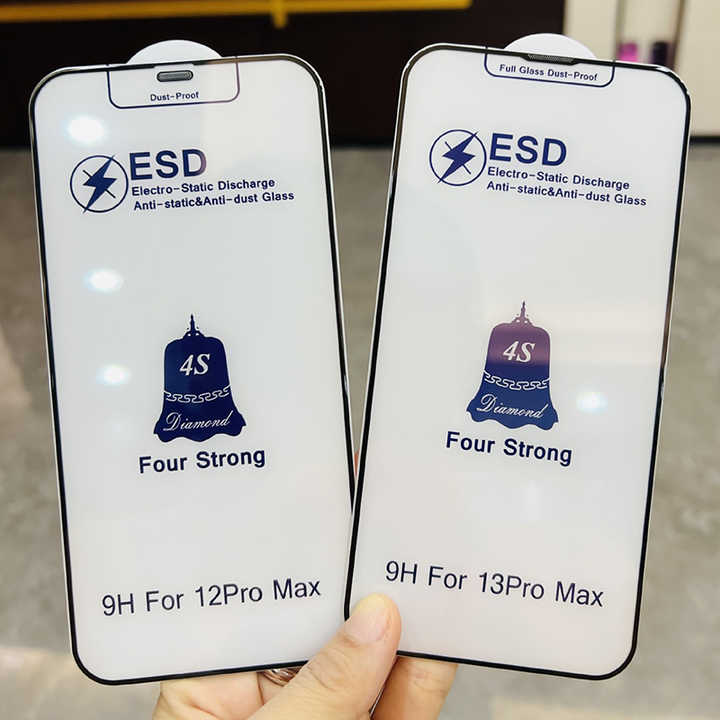 Dust-Proof
ESD
Electro-Static Discharge
Anti-static&Anti-dust Glass
4S
Diamond
Four Strong
9H For 12Pro Max
Full Glass Dust-Proof
ESD
Electro-Static Discharge
Anti-static&Anti-dust Glass
4S
Diamond
Four Strong
9H For 13Pro Max